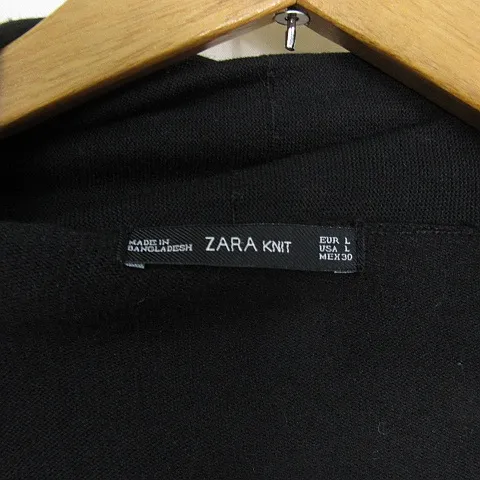 MADE IN
BANGLADESH
ZARA KNIT
EUR L
USA L
MEX 30